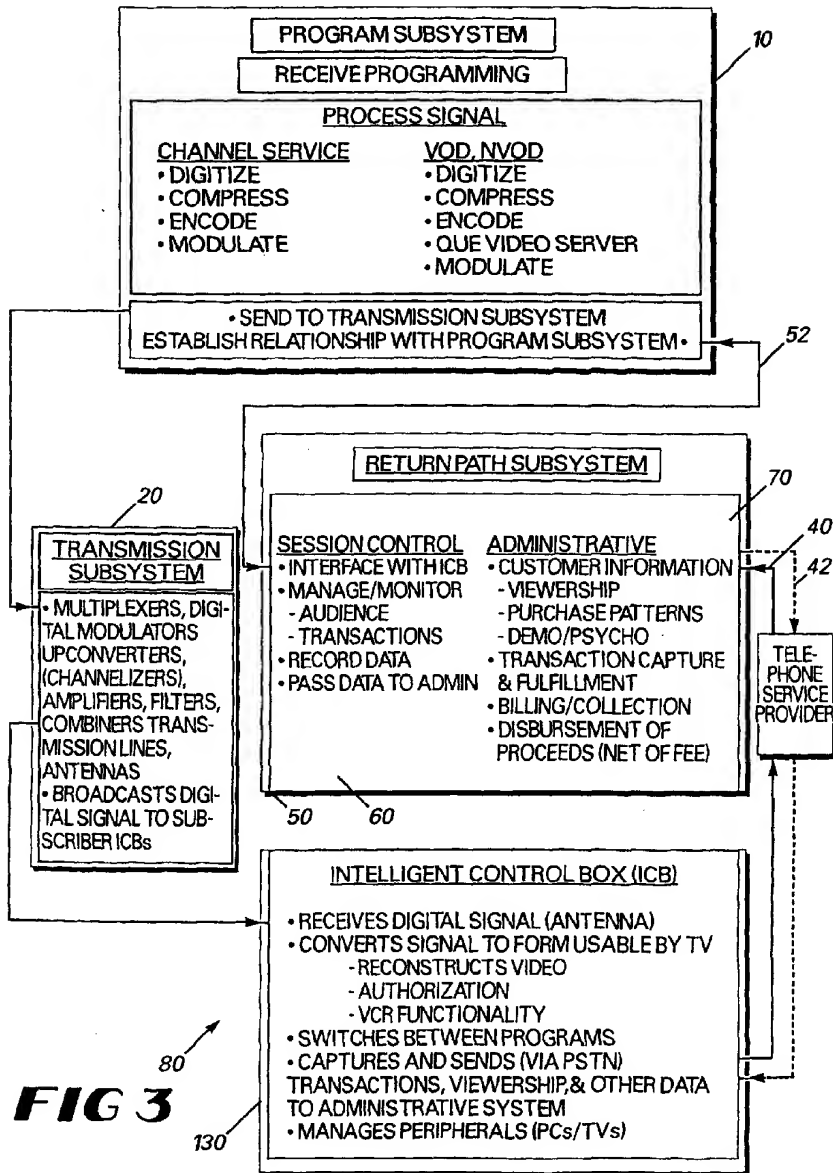 PROGRAM SUBSYSTEM
10
RECEIVE PROGRAMMING
PROCESS SIGNAL
CHANNEL SERVICE
• DIGITIZE
• COMPRESS
• ENCODE
• MODULATE
VOD, NVOD
• DIGITIZE
• COMPRESS
• ENCODE
• QUE VIDEO SERVER
• MODULATE
• SEND TO TRANSMISSION SUBSYSTEM
ESTABLISH RELATIONSHIP WITH PROGRAM SUBSYSTEM •
52
20
TRANSMISSION
SUBSYSTEM
• MULTIPLEXERS, DIGI-
TAL MODULATORS
UPCONVERTERS,
(CHANNELIZERS),
AMPLIFIERS, FILTERS,
COMBINERS TRANS-
MISSION LINES,
ANTENNAS
• BROADCASTS DIGI-
TAL SIGNAL TO SUB-
SCRIBER ICBs
RETURN PATH SUBSYSTEM
70
40
42
SESSION CONTROL
• INTERFACE WITH ICB
• MANAGE/MONITOR
- AUDIENCE
- TRANSACTIONS
• RECORD DATA
• PASS DATA TO ADMIN
ADMINISTRATIVE
• CUSTOMER INFORMATION
- VIEWERSHIP
- PURCHASE PATTERNS
- DEMO/PSYCHO
• TRANSACTION CAPTURE
& FULFILLMENT
• BILLING/COLLECTION
• DISBURSEMENT OF
PROCEEDS (NET OF FEE)
TELE-
PHONE
SERVICE
PROVIDER
50
60
INTELLIGENT CONTROL BOX (ICB)
• RECEIVES DIGITAL SIGNAL (ANTENNA)
• CONVERTS SIGNAL TO FORM USABLE BY TV
- RECONSTRUCTS VIDEO
- AUTHORIZATION
- VCR FUNCTIONALITY
• SWITCHES BETWEEN PROGRAMS
• CAPTURES AND SENDS (VIA PSTN)
TRANSACTIONS, VIEWERSHIP, & OTHER DATA
TO ADMINISTRATIVE SYSTEM
• MANAGES PERIPHERALS (PCs/TVs)
80
FIG 3
130